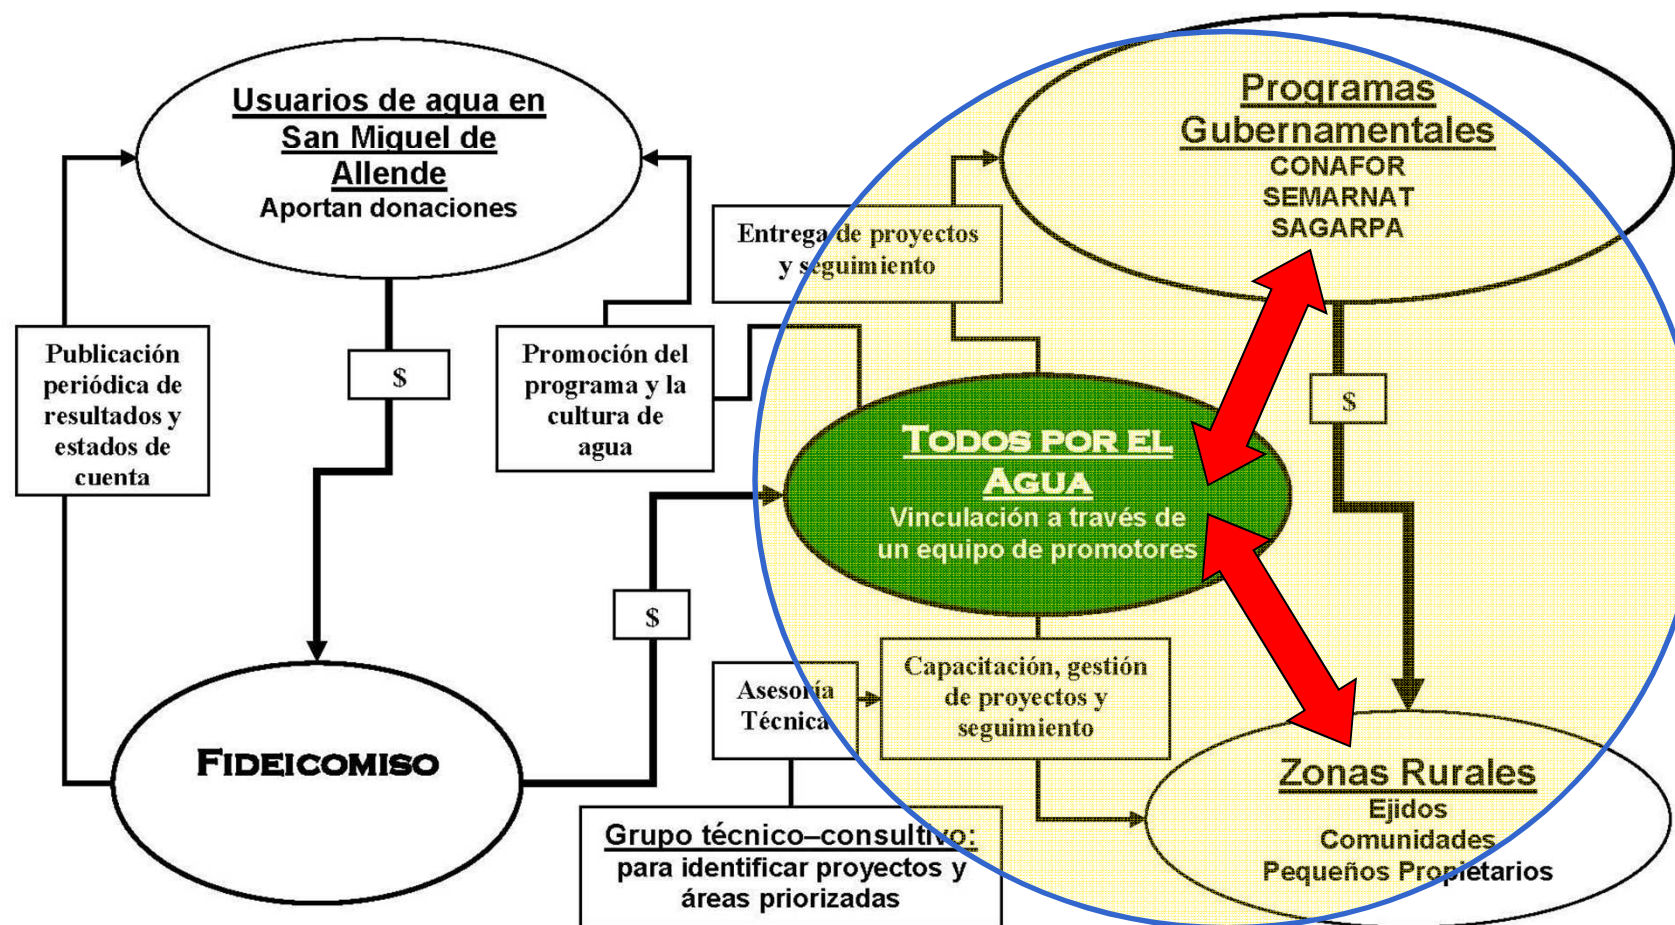 Usuarios de agua en
San Miguel de
Allende
Aportan donaciones
Programas
Gubernamentales
CONAFOR
SEMARNAT
SAGARPA
Entrega de proyectos
y seguimiento
Publicación
periódica de
resultados y
estados de
cuenta
$
Promoción del
programa y la
cultura de
agua
$
TODOS POR EL
AGUA
Vinculación a través de
un equipo de promotores
$
Asesoría
Técnica
Capacitación, gestión
de proyectos y
seguimiento
FIDEICOMISO
Zonas Rurales
Ejidos
Comunidades
Pequeños Propietarios
Grupo técnico–consultivo:
para identificar proyectos y
áreas priorizadas